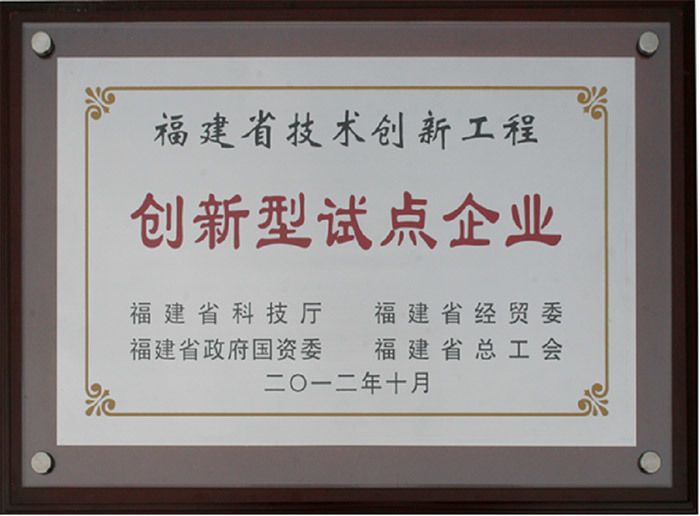 福建省技术创新工程
创新型试点企业
福建省科技厅 福建省经贸委
福建省政府国资委 福建省总工会
二〇一二年十月